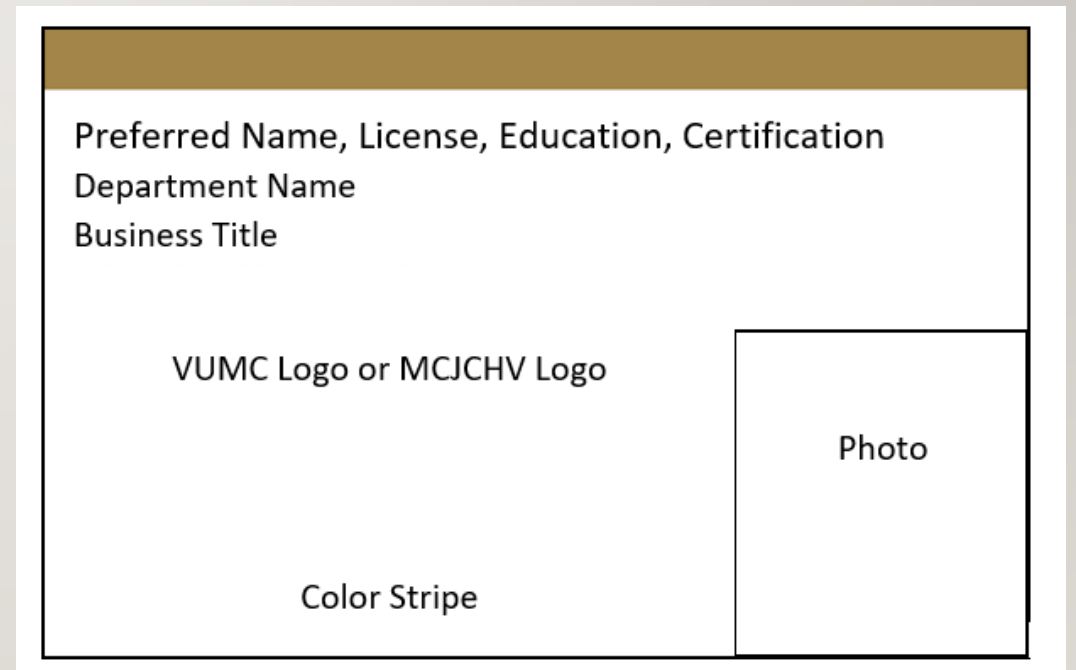 Preferred Name, License, Education, Certification
Department Name
Business Title
VUMC Logo or MCJCHV Logo
Photo
Color Stripe